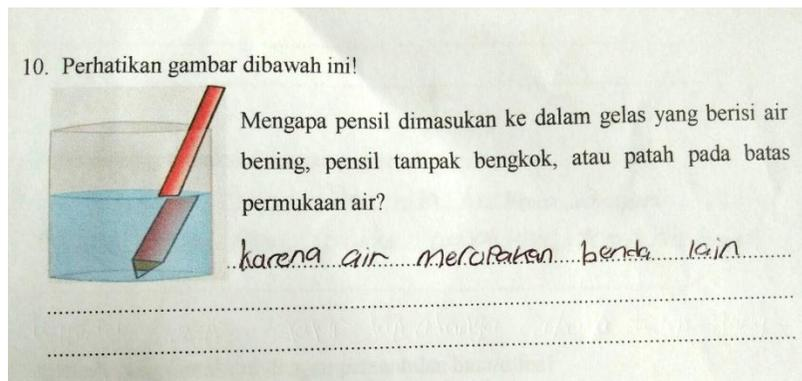 10. Perhatikan gambar dibawah ini!
Mengapa pensil dimasukan ke dalam gelas yang berisi air
bening, pensil tampak bengkok, atau patah pada batas
permukaan air?
karena air merupakan benda lain